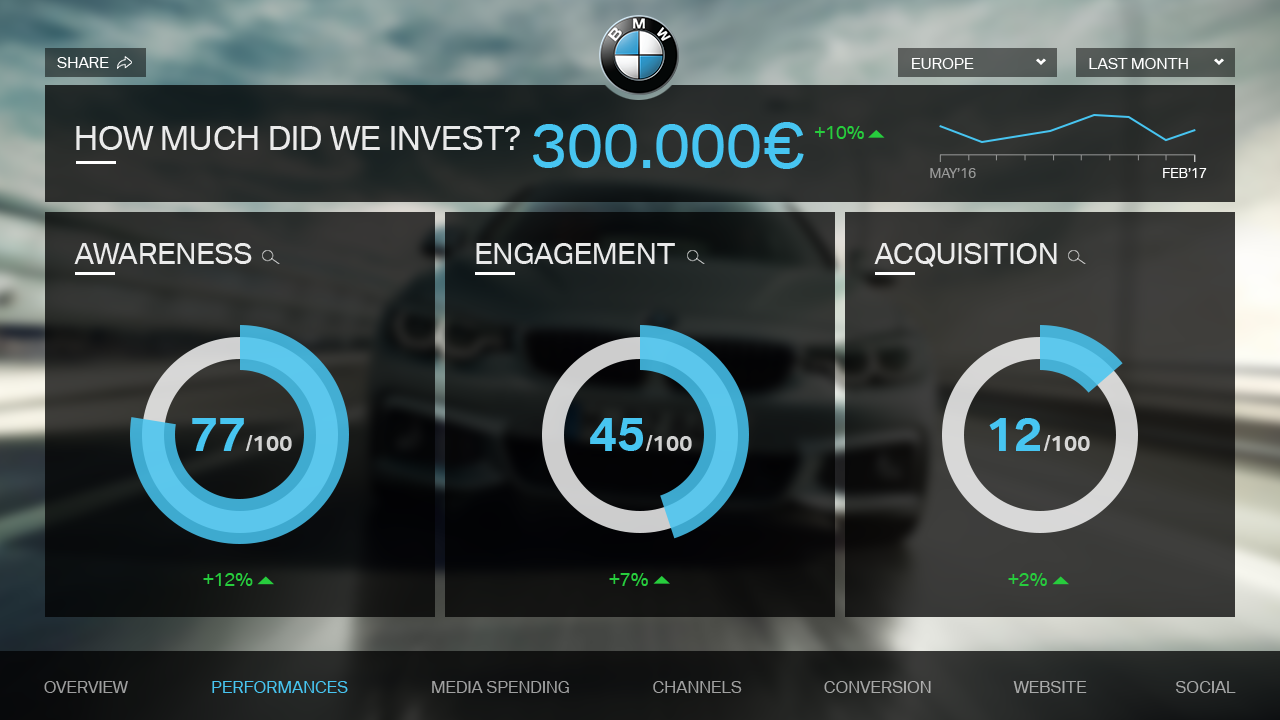 BMW
SHARE
EUROPE
LAST MONTH
HOW MUCH DID WE INVEST? 300.000€ +10%
MAY'16 FEB'17
AWARENESS
ENGAGEMENT
ACQUISITION
77/100
45/100
12/100
+12%
+7%
+2%
OVERVIEW PERFORMANCES MEDIA SPENDING CHANNELS CONVERSION WEBSITE SOCIAL